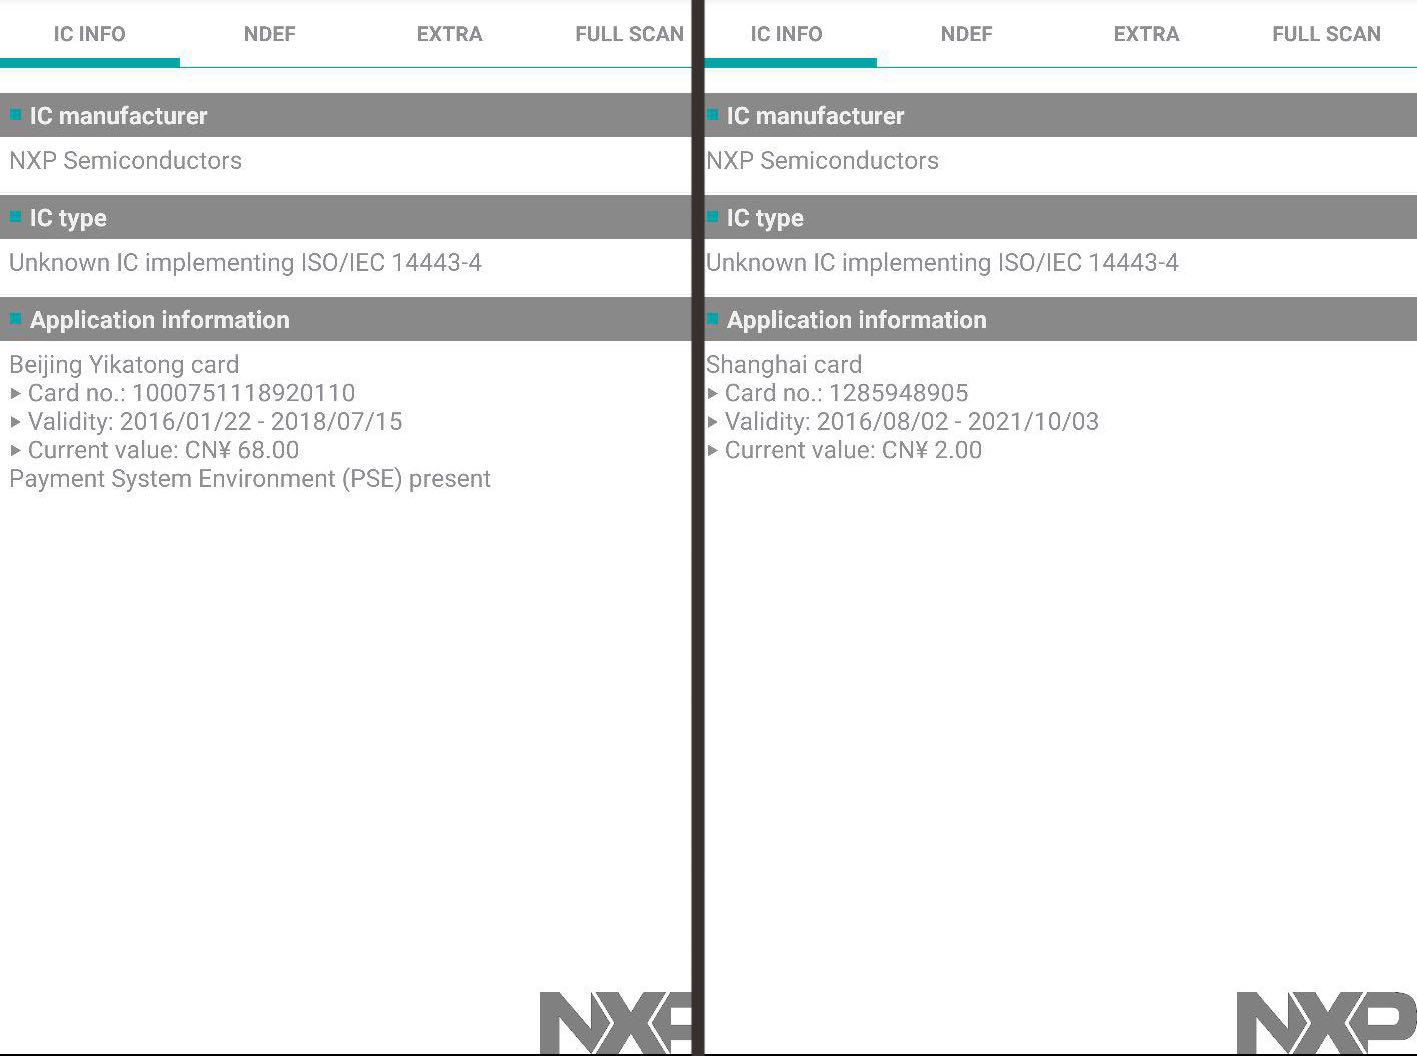 IC INFO NDEF EXTRA FULL SCAN
IC manufacturer
NXP Semiconductors
IC type
Unknown IC implementing ISO/IEC 14443-4
Application information
Beijing Yikatong card
▸ Card no.: 1000751118920110
▸ Validity: 2016/01/22 - 2018/07/15
▸ Current value: CN¥ 68.00
Payment System Environment (PSE) present
NXP
IC INFO NDEF EXTRA FULL SCAN
IC manufacturer
NXP Semiconductors
IC type
Unknown IC implementing ISO/IEC 14443-4
Application information
Shanghai card
▸ Card no.: 1285948905
▸ Validity: 2016/08/02 - 2021/10/03
▸ Current value: CN¥ 2.00
NXP